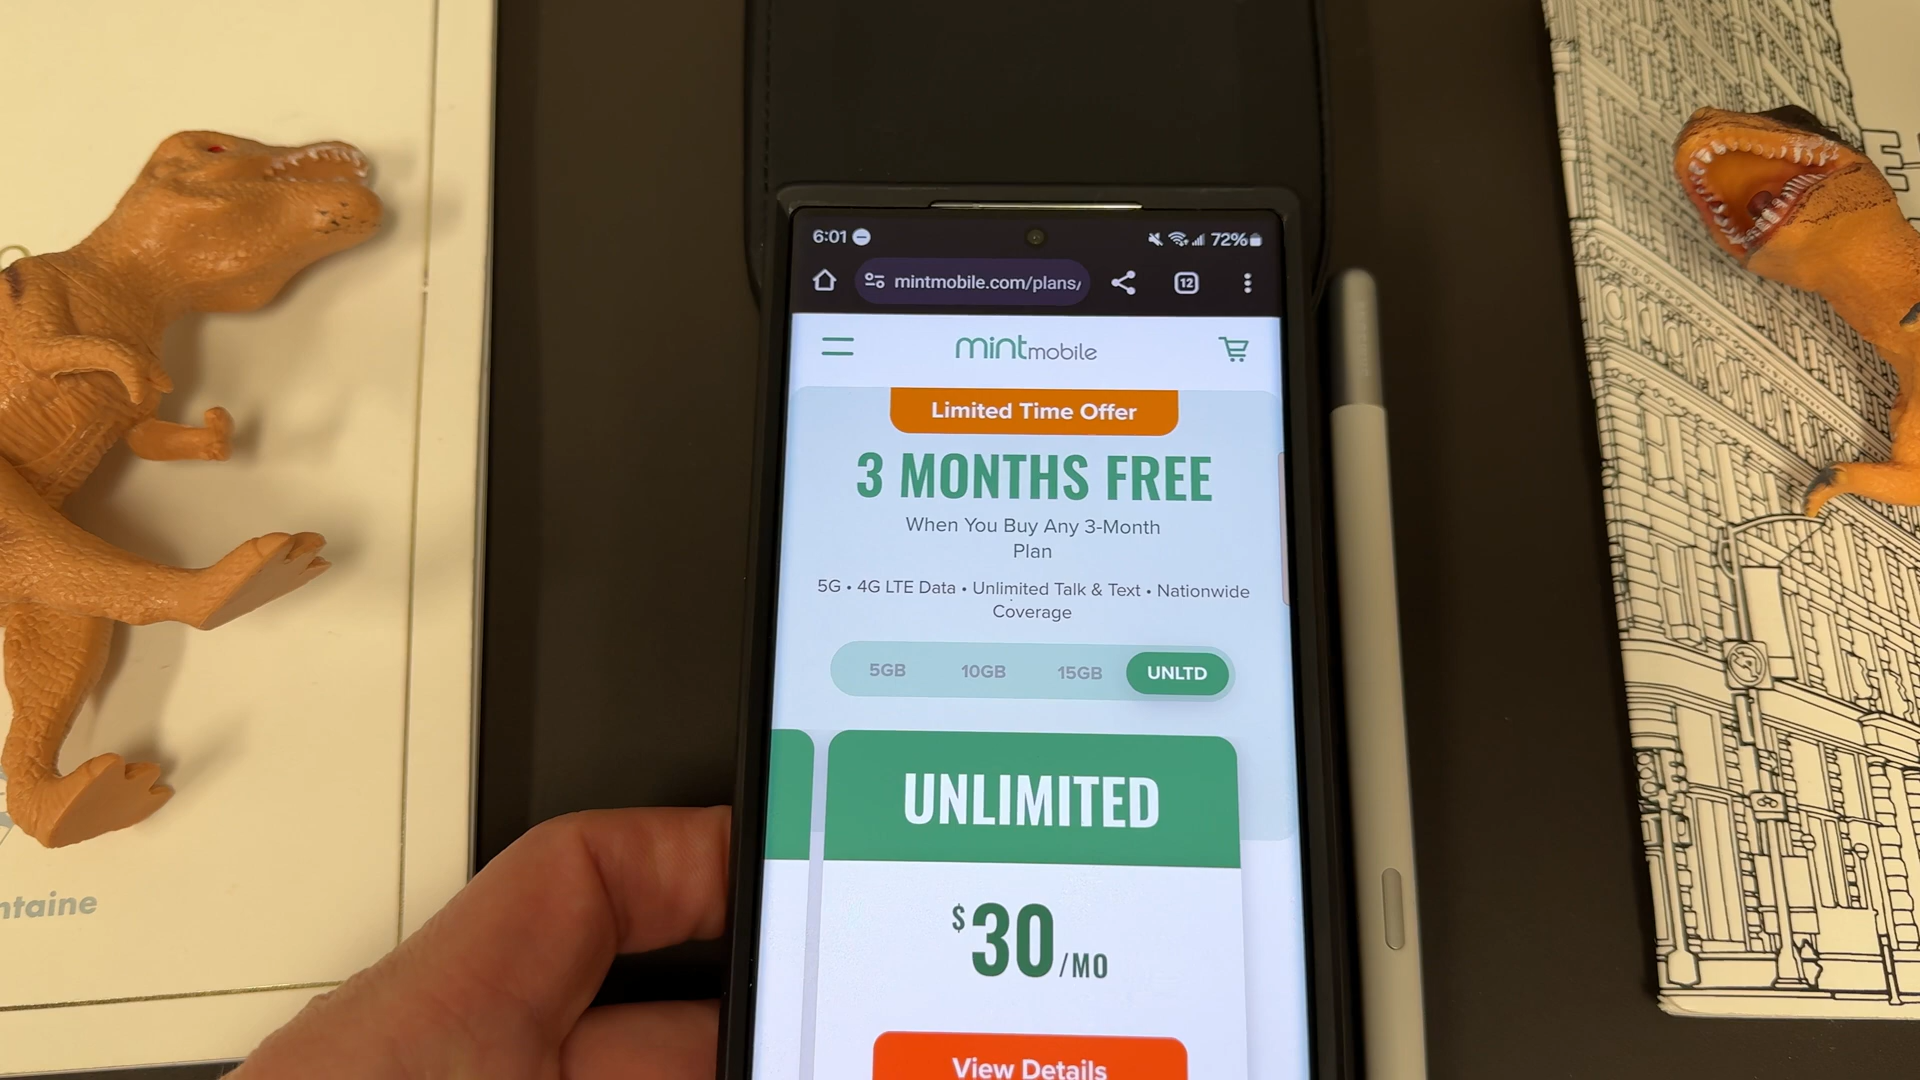 6:01
72%
mintmobile.com/plans/
12
mint mobile
Limited Time Offer
3 MONTHS FREE
When You Buy Any 3-Month
Plan
5G • 4G LTE Data • Unlimited Talk & Text • Nationwide
Coverage
5GB 10GB 15GB UNLTD
UNLIMITED
$30/MO
View Details
ntaine